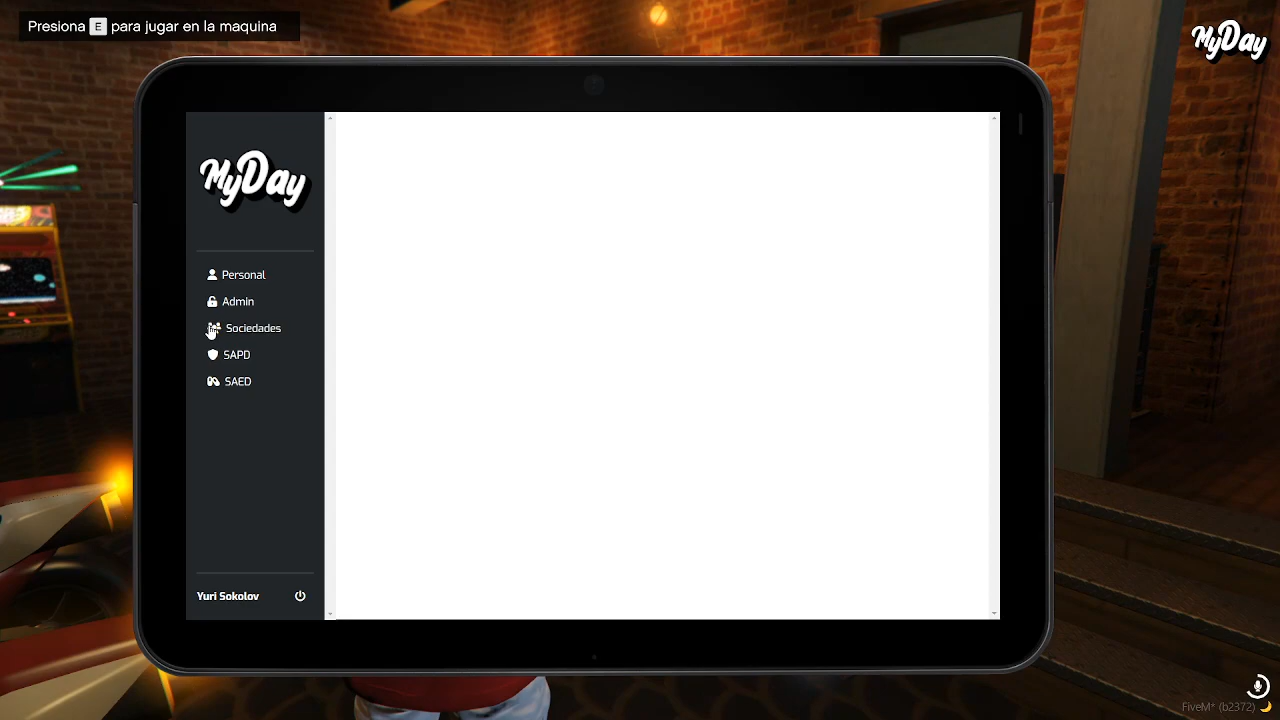 Presiona E para jugar en la maquina
MyDay
MyDay
Personal
Admin
Sociedades
SAPD
SAED
Yuri Sokolov
FiveM* (b2372)